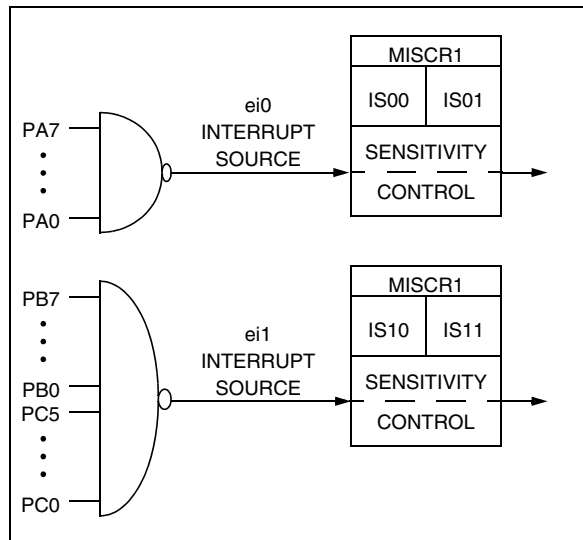 MISCR1
IS00 IS01
SENSITIVITY
CONTROL
ei0
INTERRUPT
SOURCE
PA7
PA0
MISCR1
IS10 IS11
SENSITIVITY
CONTROL
ei1
INTERRUPT
SOURCE
PB7
PB0
PC5
PC0